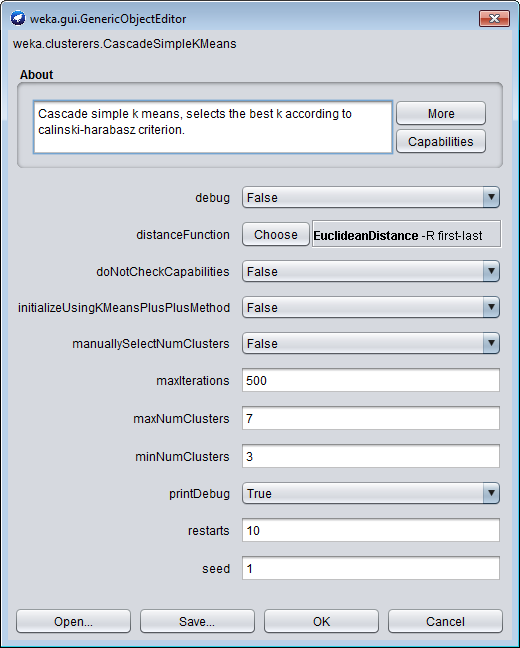 weka.gui.GenericObjectEditor
weka.clusterers.CascadeSimpleKMeans
About
Cascade simple k means, selects the best k according to
calinski-harabasz criterion.
More
Capabilities
debug False
distanceFunction Choose EuclideanDistance -R first-last
doNotCheckCapabilities False
initializeUsingKMeansPlusPlusMethod False
manuallySelectNumClusters False
maxIterations 500
maxNumClusters 7
minNumClusters 3
printDebug True
restarts 10
seed 1
Open... Save... OK Cancel